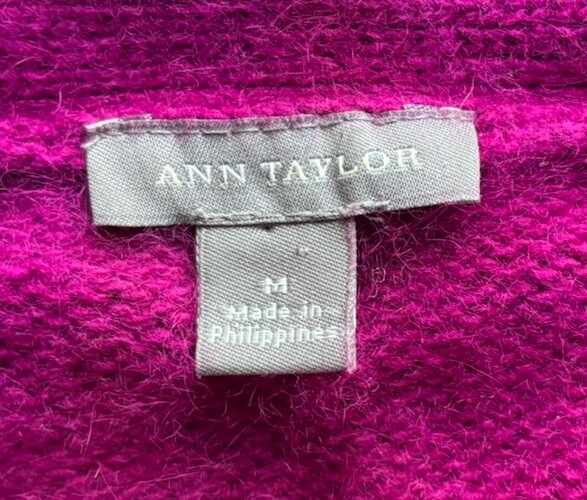 ANN TAYLOR
M
Made in
Philippines